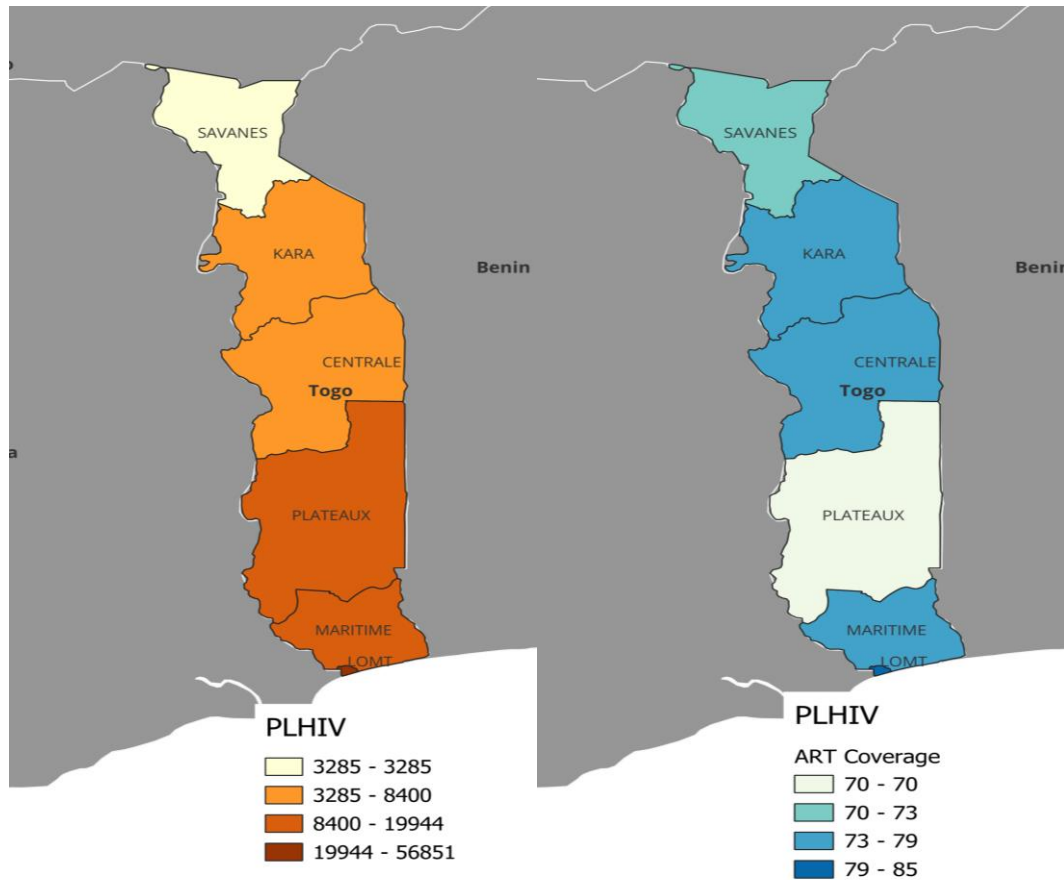 SAVANES
KARA
Benin
CENTRALE
Togo
a
PLATEAUX
MARITIME
LOMT
PLHIV
3285 - 3285
3285 - 8400
8400 - 19944
19944 - 56851
SAVANES
KARA
Benin
CENTRALE
Togo
PLATEAUX
MARITIME
LOMT
PLHIV
ART Coverage
70 - 70
70 - 73
73 - 79
79 - 85